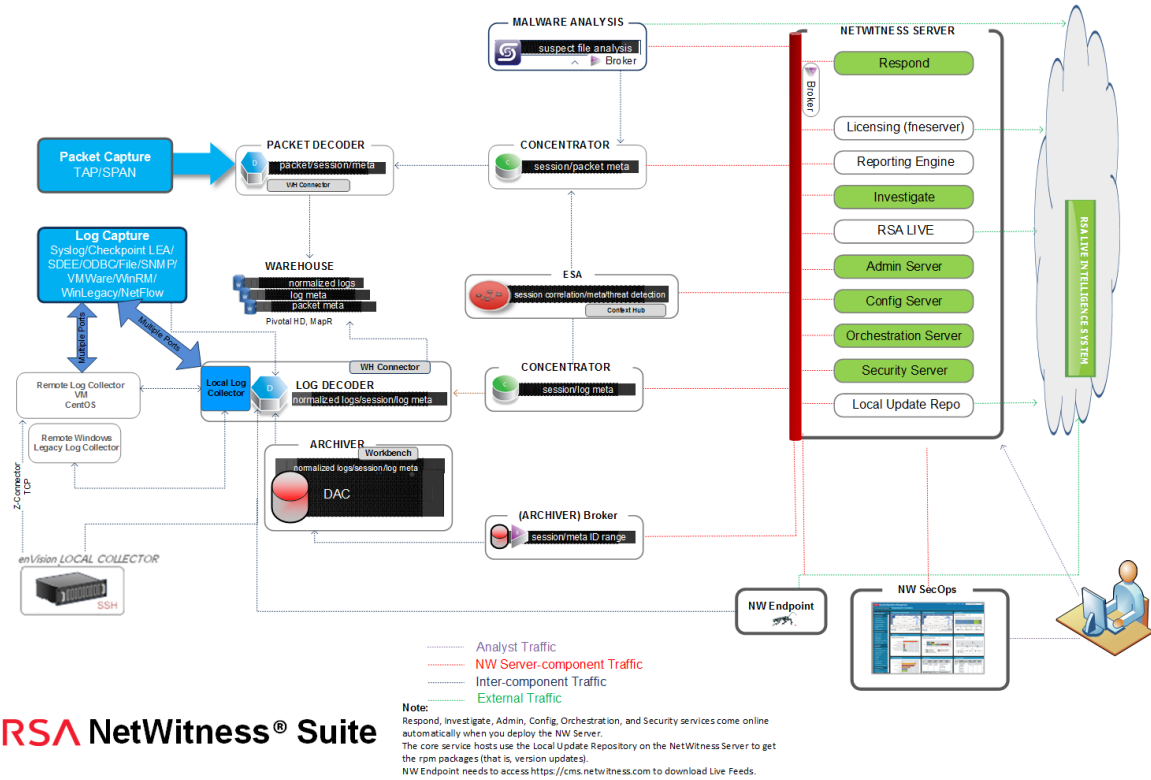 MALWARE ANALYSIS
suspect file analysis
Broker
NETWITNESS SERVER
Broker
Respond
Licensing (fneserver)
Reporting Engine
Investigate
RSA LIVE
Admin Server
Config Server
Orchestration Server
Security Server
Local Update Repo
RSA LIVE INTELLIGENCE SYSTEM
Packet Capture
TAP/SPAN
PACKET DECODER
D
packet/session/meta
WH Connector
CONCENTRATOR
C
session/packet meta
Log Capture
Syslog/Checkpoint LEA/
SDEE/ODBC/File/SNMP/
VMWare/WinRM/
WinLegacy/NetFlow
WAREHOUSE
normalized logs
log meta
packet meta
Pivotal HD, MapR
ESA
session correlation/meta/threat detection
Context Hub
Multiple Ports
Multiple Ports
Remote Log Collector
VM
CentOS
Remote Windows
Legacy Log Collector
WH Connector
Local Log
Collector
D
LOG DECODER
normalized logs/session/log meta
CONCENTRATOR
C
session/log meta
ARCHIVER
Workbench
normalized logs/session/log meta
DAC
Z-Connector
TCP
(ARCHIVER) Broker
session/meta ID range
enVision LOCAL COLLECTOR
SSH
NW Endpoint
NW SecOps
Analyst Traffic
NW Server-component Traffic
Inter-component Traffic
External Traffic
RSA NetWitness® Suite
Note:
Respond, Investigate, Admin, Config, Orchestration, and Security services come online
automatically when you deploy the NW Server.
The core service hosts use the Local Update Repository on the NetWitness Server to get
the rpm packages (that is, version updates).
NW Endpoint needs to access https://cms.netwitness.com to download Live Feeds.